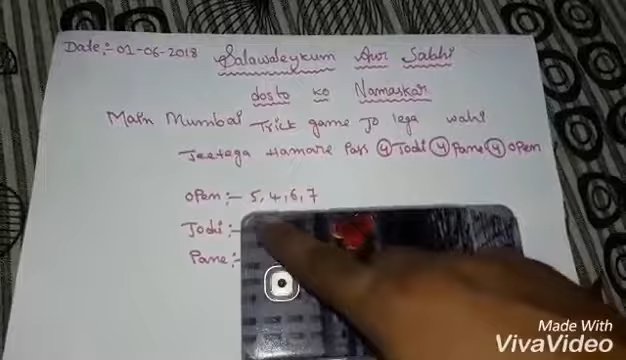 Date:- 01-06-2018
Salawaleykum Aur Sabhi
dosto ko Namaskar
Main Mumbai Trick game Jo lega wahi
Jeetega Hamare Pass 4 Jodi 4 Pane 4 open
open:- 5, 4, 6, 7
Jodi:-
Pane:-
Made With
VivaVideo